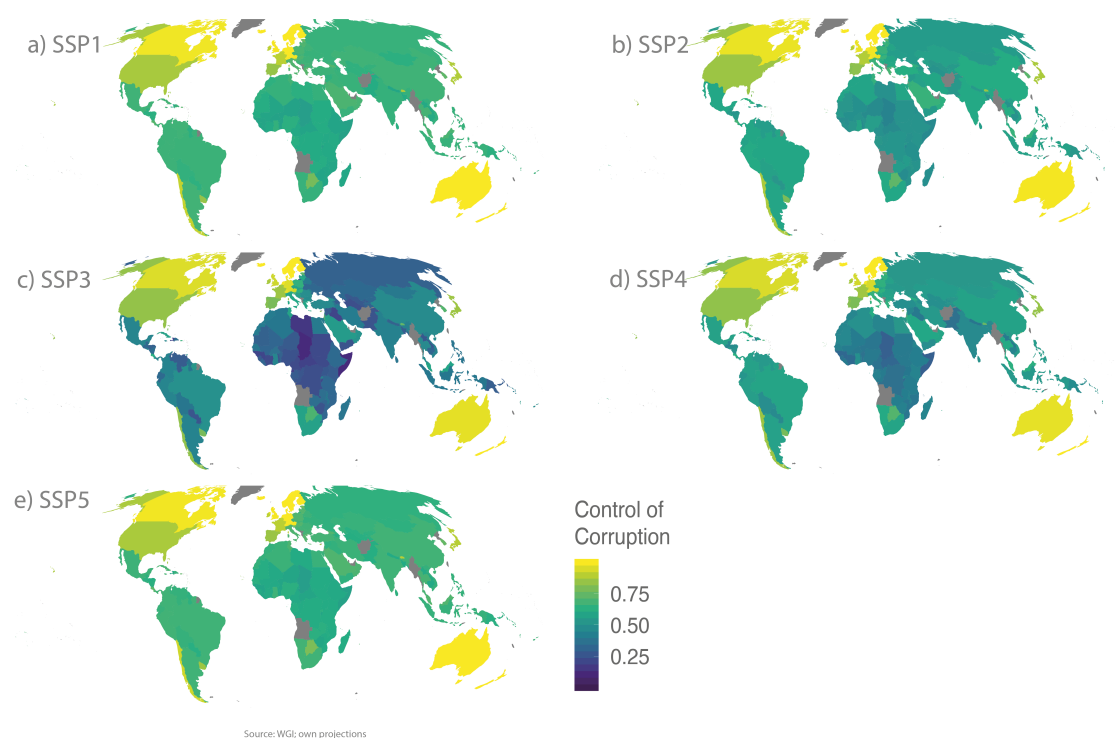 a) SSP1
b) SSP2
c) SSP3
d) SSP4
e) SSP5
Control of
Corruption
0.75
0.50
0.25
Source: WGI; own projections